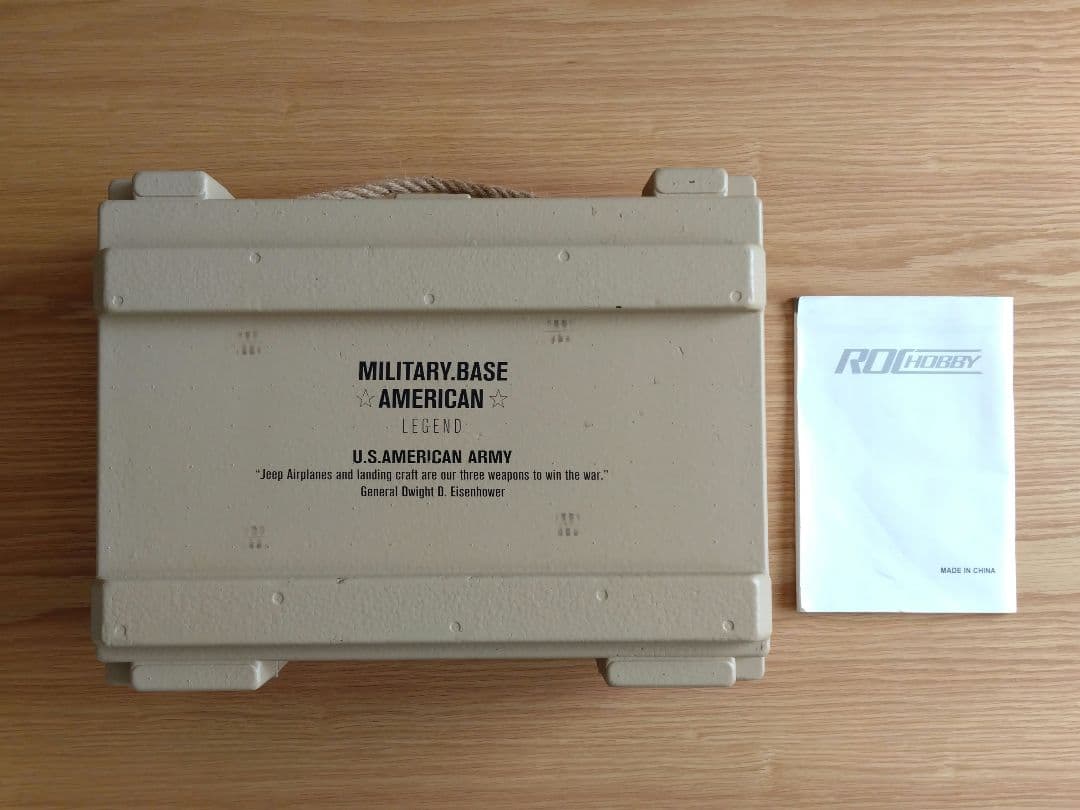 MILITARY.BASE
☆AMERICAN☆
LEGEND
U.S.AMERICAN ARMY
“Jeep Airplanes and landing craft are our three weapons to win the war.”
General Dwight D. Eisenhower
ROCHOBBY
MADE IN CHINA